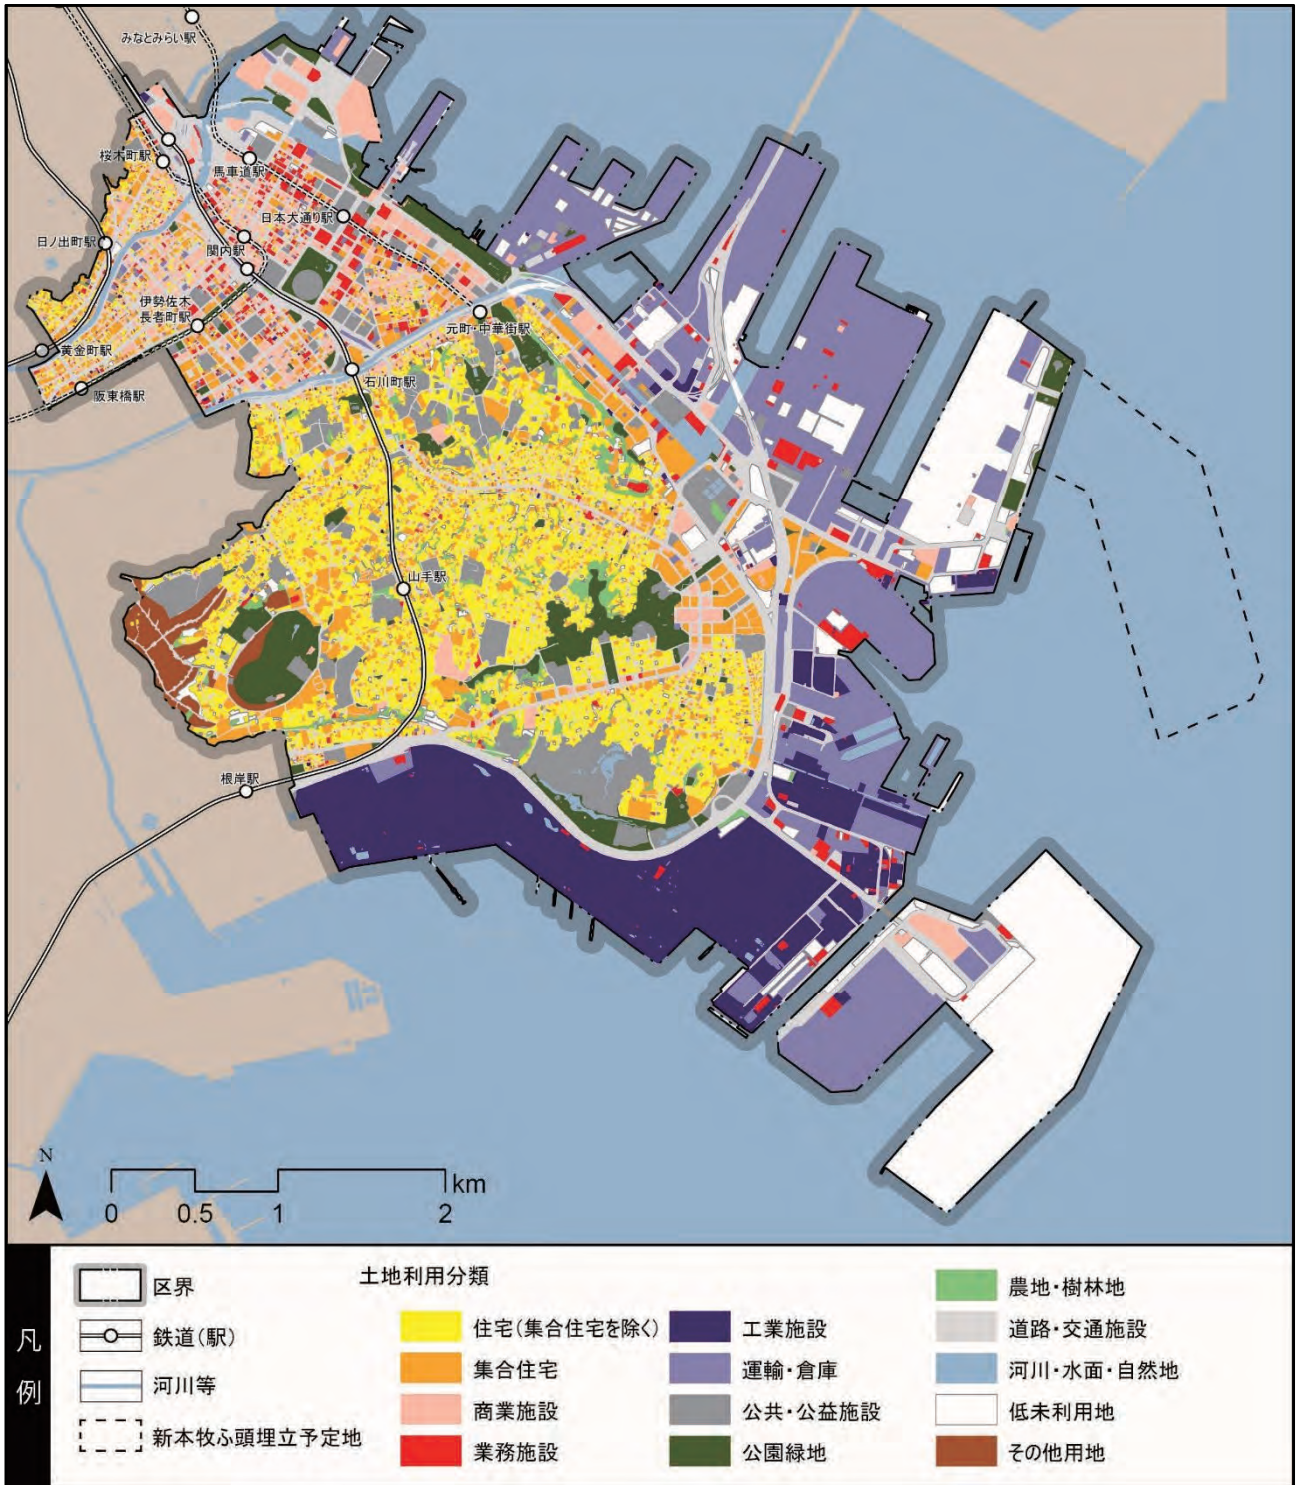 みなとみらい駅
桜木町駅
馬車道駅
日本大通り駅
日ノ出町駅
関内駅
伊勢佐木
長者町駅
元町・中華街駅
黄金町駅
石川町駅
阪東橋駅
山手駅
根岸駅
N
km
0 0.5 1 2
凡例
区界
鉄道(駅)
河川等
新本牧ふ頭埋立予定地
土地利用分類
住宅(集合住宅を除く)
集合住宅
商業施設
業務施設
工業施設
運輸・倉庫
公共・公益施設
公園緑地
農地・樹林地
道路・交通施設
河川・水面・自然地
低未利用地
その他用地